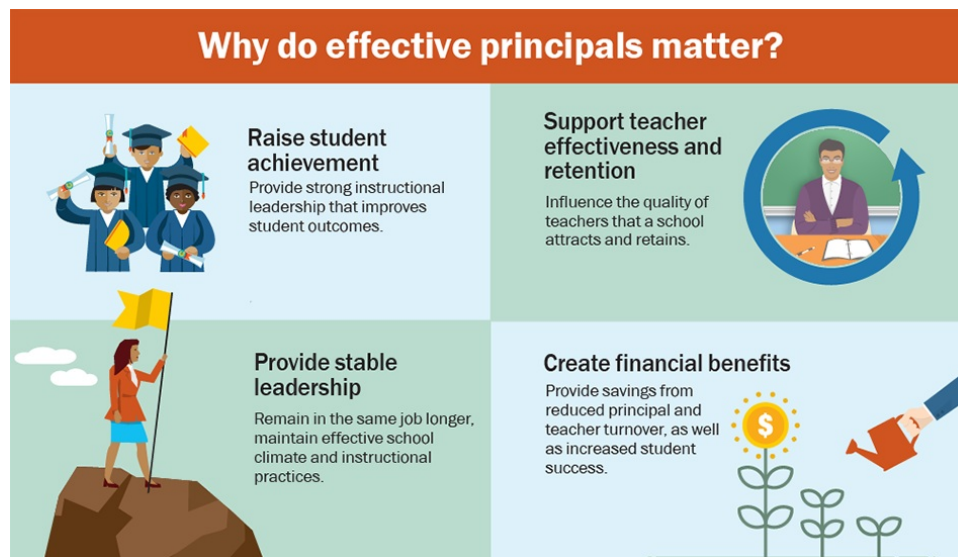 Why do effective principals matter?
Raise student
achievement
Provide strong instructional
leadership that improves
student outcomes.
Support teacher
effectiveness and
retention
Influence the quality of
teachers that a school
attracts and retains.
Provide stable
leadership
Remain in the same job longer,
maintain effective school
climate and instructional
practices.
Create financial benefits
Provide savings from
reduced principal and
teacher turnover, as well
as increased student
success.
$